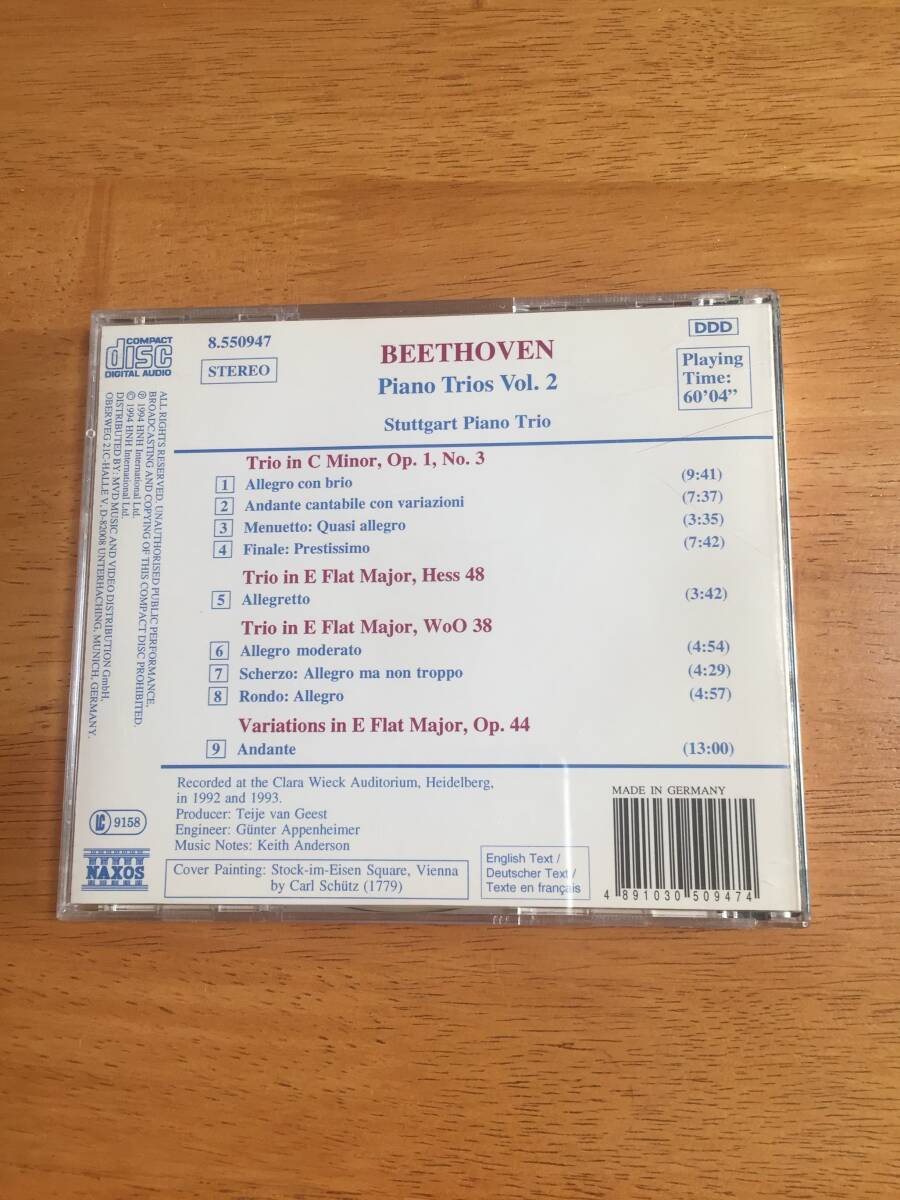 COMPACT
disc
DIGITAL AUDIO
8.550947
STEREO
BEETHOVEN
Piano Trios Vol. 2
Stuttgart Piano Trio
DDD
Playing
Time:
60'04"
Trio in C Minor, Op. 1, No. 3
1 Allegro con brio (9:41)
2 Andante cantabile con variazioni (7:37)
3 Menuetto: Quasi allegro (3:35)
4 Finale: Prestissimo (7:42)
Trio in E Flat Major, Hess 48
5 Allegretto (3:42)
Trio in E Flat Major, WoO 38
6 Allegro moderato (4:54)
7 Scherzo: Allegro ma non troppo (4:29)
8 Rondo: Allegro (4:57)
Variations in E Flat Major, Op. 44
9 Andante (13:00)
ALL RIGHTS RESERVED. UNAUTHORISED PUBLIC PERFORMANCE,
BROADCASTING AND COPYING OF THIS COMPACT DISC PROHIBITED.
℗ 1994 HNH International Ltd.
© 1994 HNH International Ltd.
DISTRIBUTED BY: MVD MUSIC AND VIDEO DISTRIBUTION GmbH,
OBERWEG 21C-HALLE V, D-82008 UNTERHACHING, MUNICH, GERMANY.
LC 9158
NAXOS
Recorded at the Clara Wieck Auditorium, Heidelberg,
in 1992 and 1993.
Producer: Teije van Geest
Engineer: Günter Appenheimer
Music Notes: Keith Anderson
Cover Painting: Stock-im-Eisen Square, Vienna
by Carl Schütz (1779)
English Text /
Deutscher Text /
Texte en français
MADE IN GERMANY
4 891030 509474